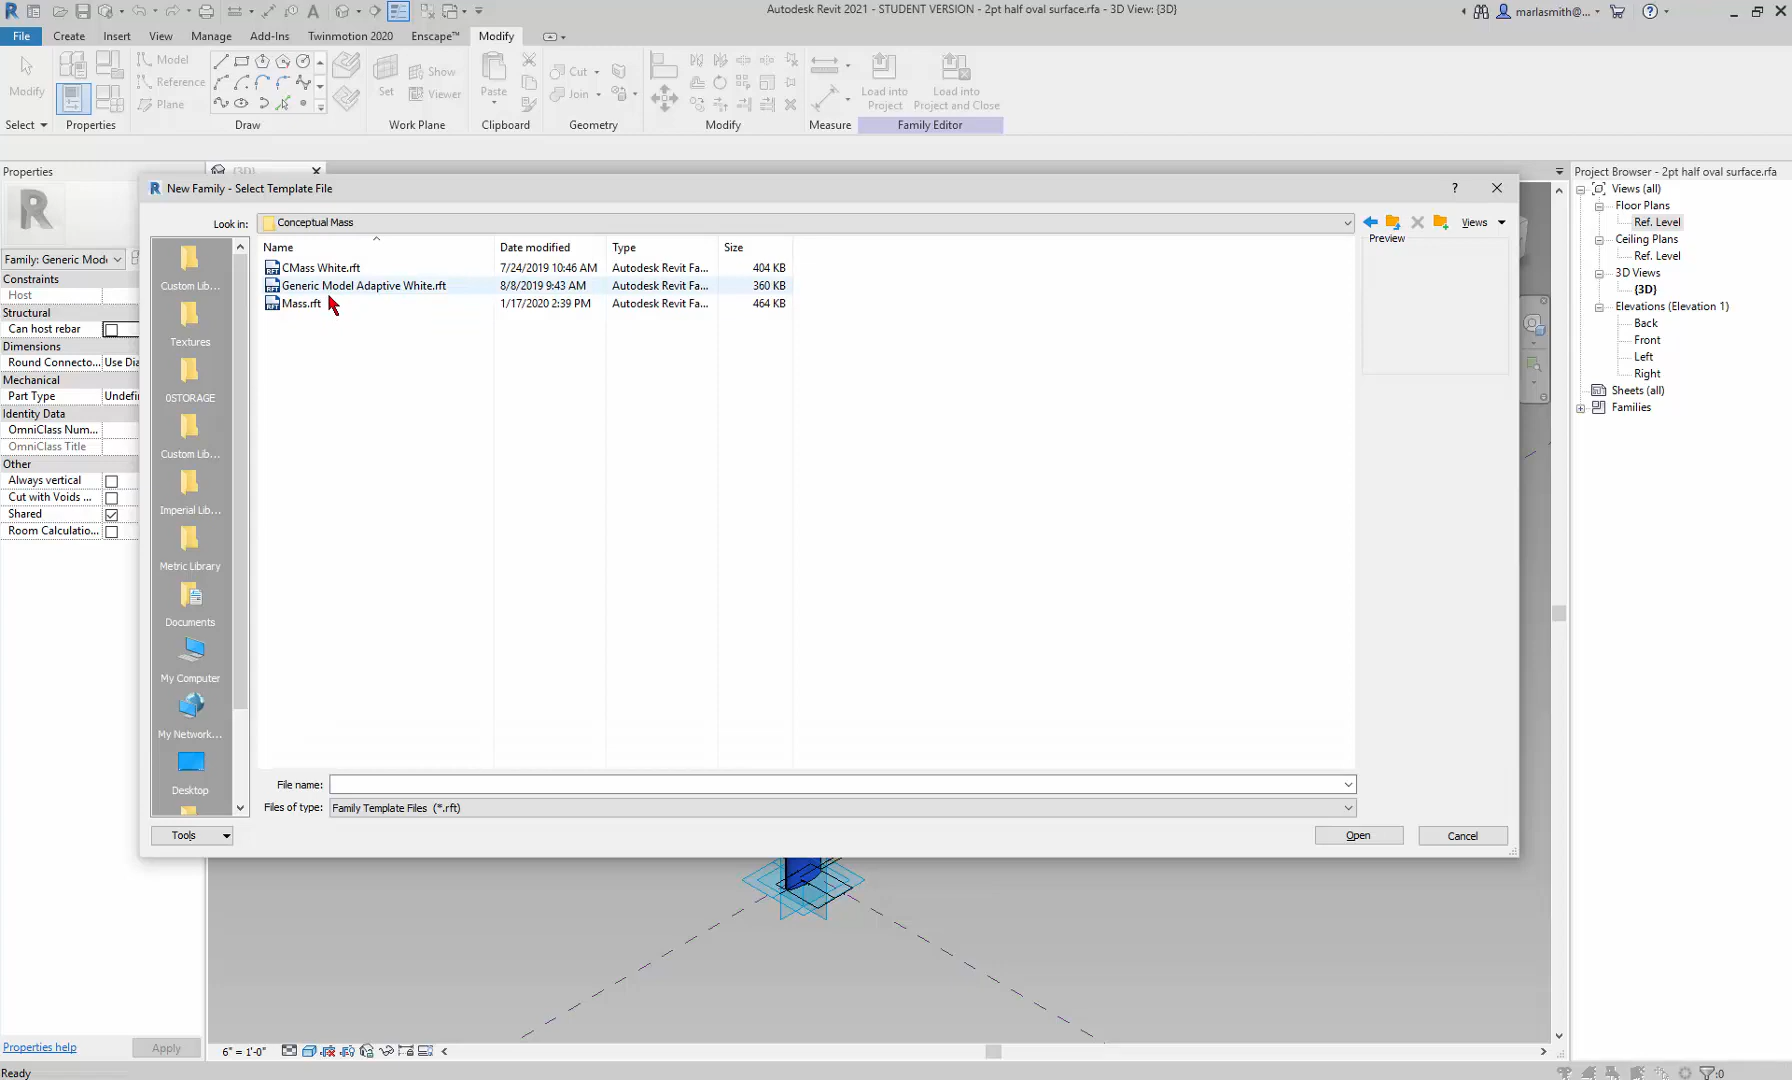 Autodesk Revit 2021 - STUDENT VERSION - 2pt half oval surface.rfa - 3D View: {3D}
marlasmith@...
File Create Insert View Manage Add-Ins Twinmotion 2020 Enscape™ Modify
Modify
Model
Reference
Plane
Set
Show
Viewer
Paste
Cut
Join
Load into
Project
Load into
Project and Close
Select Properties Draw Work Plane Clipboard Geometry Modify Measure Family Editor
Properties
{3D}
Family: Generic Mode
Constraints
Host
Structural
Can host rebar
Dimensions
Round Connecto... Use Dia
Mechanical
Part Type Undefi
Identity Data
OmniClass Num...
OmniClass Title
Other
Always vertical
Cut with Voids ...
Shared
Room Calculatio...
Properties help Apply
New Family - Select Template File
Look in: Conceptual Mass
Views
Preview
Name Date modified Type Size
CMass White.rft 7/24/2019 10:46 AM Autodesk Revit Fa... 404 KB
Generic Model Adaptive White.rft 8/8/2019 9:43 AM Autodesk Revit Fa... 360 KB
Mass.rft 1/17/2020 2:39 PM Autodesk Revit Fa... 464 KB
Custom Lib...
Textures
0STORAGE
Custom Lib...
Imperial Lib...
Metric Library
Documents
My Computer
My Network...
Desktop
File name:
Files of type: Family Template Files (*.rft)
Tools
Open Cancel
Project Browser - 2pt half oval surface.rfa
Views (all)
Floor Plans
Ref. Level
Ceiling Plans
Ref. Level
3D Views
{3D}
Elevations (Elevation 1)
Back
Front
Left
Right
Sheets (all)
Families
6" = 1'-0"
Ready
:0